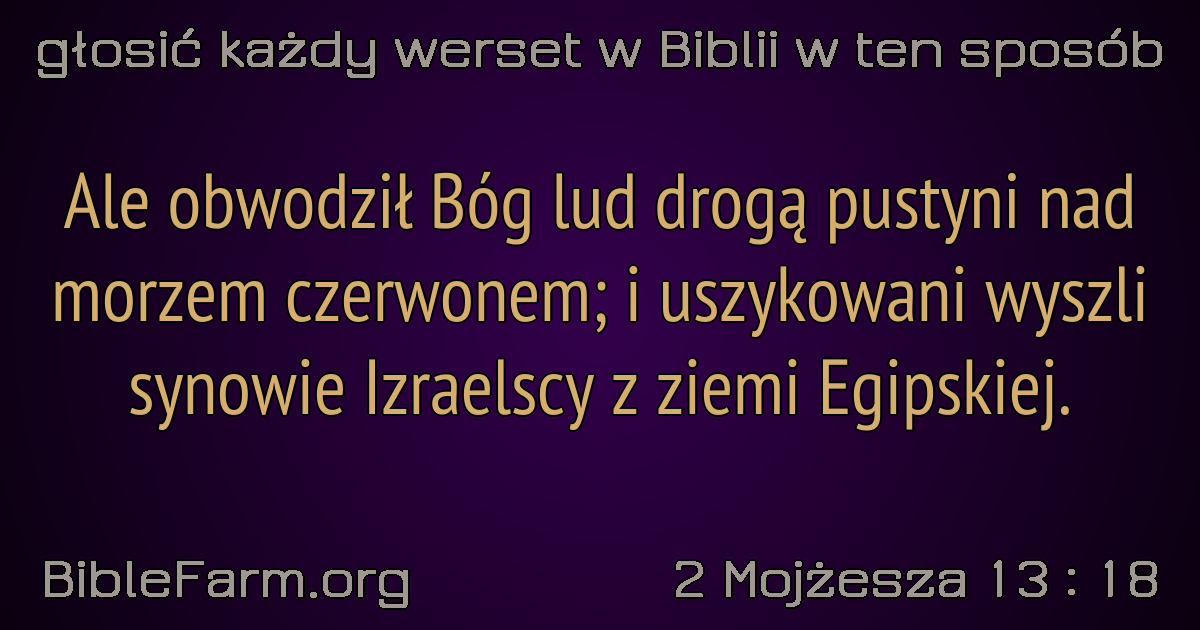 głosić każdy werset w Biblii w ten sposób
Ale obwodził Bóg lud drogą pustyni nad
morzem czerwonem; i uszykowani wyszli
synowie Izraelscy z ziemi Egipskiej.
BibleFarm.org
2 Mojżesza 13 : 18